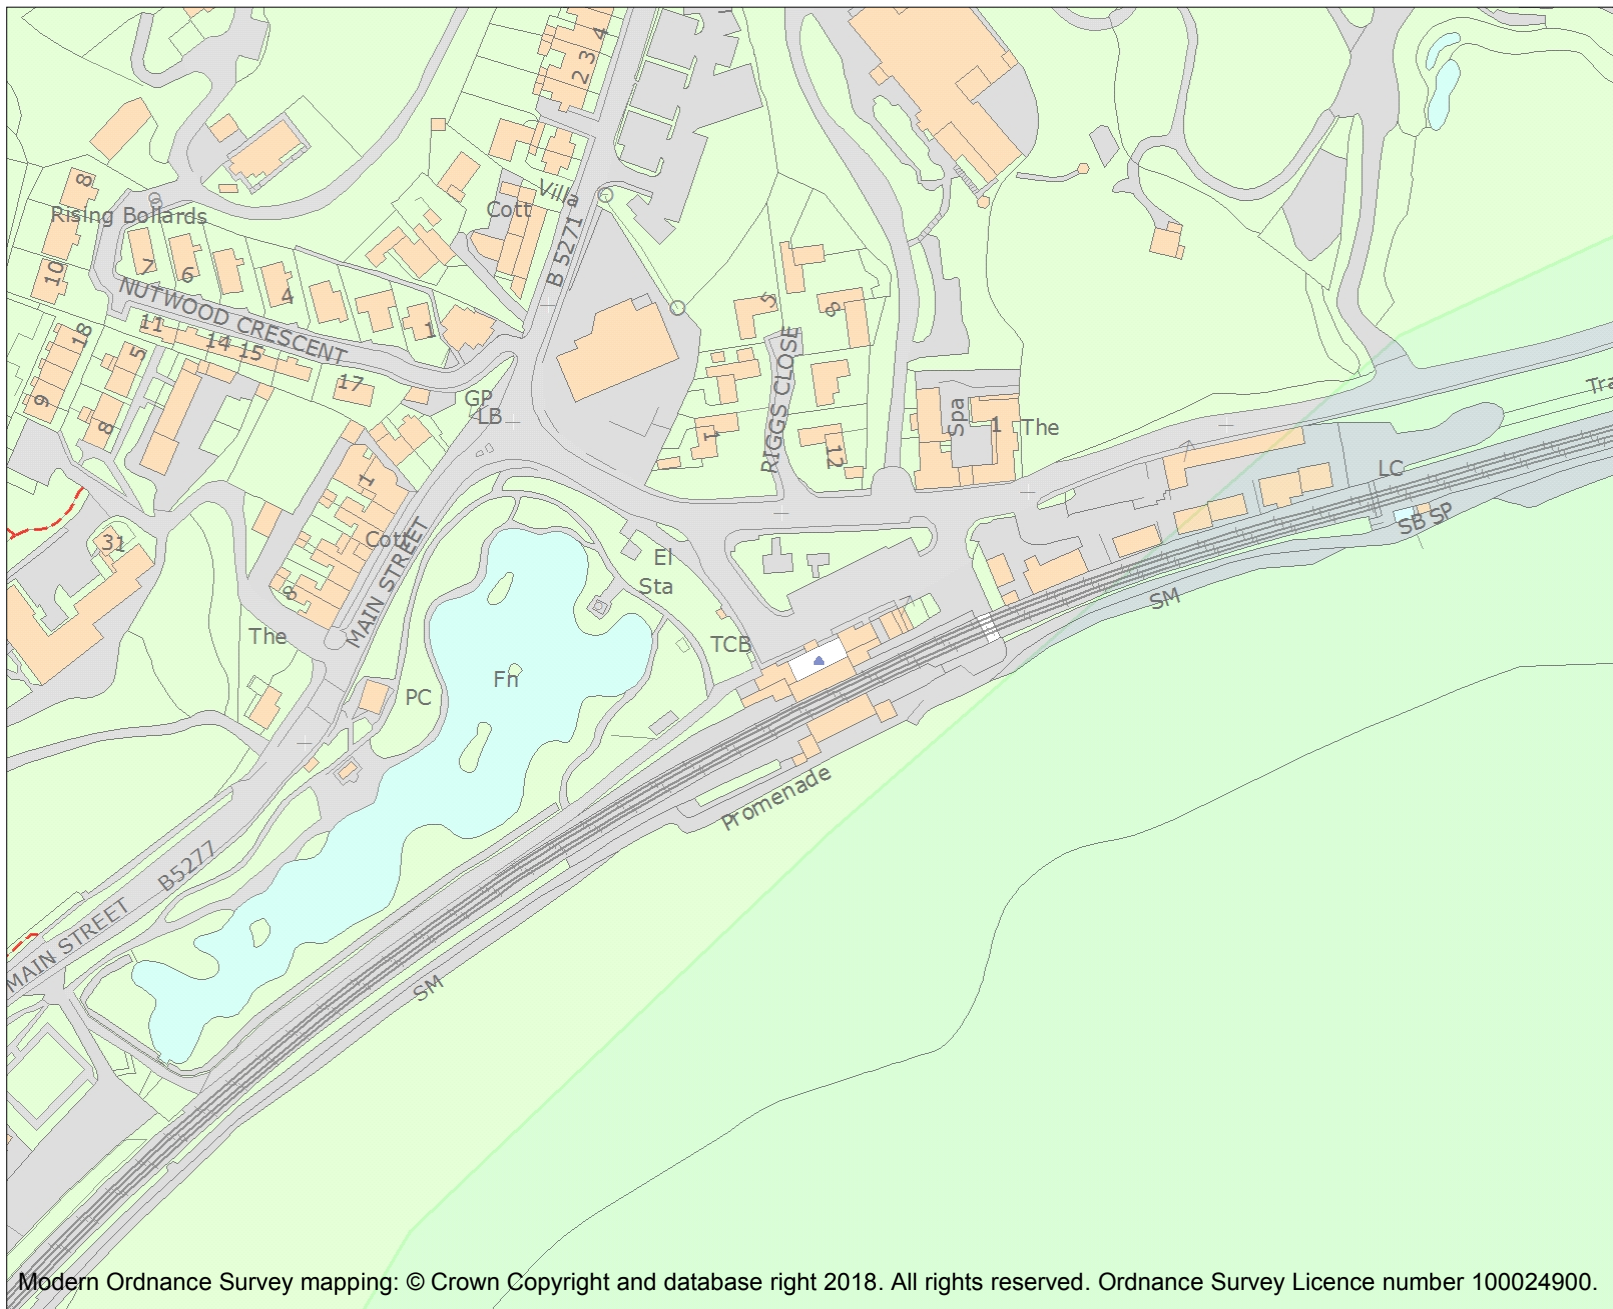 4
2 3
8
Rising Bollards
Villa
Cott
B 5271
10
7
6
4
NUTWOOD CRESCENT
1
5
8
RIGGS CLOSE
18
11
14 15
5
17
9
8
GP
LB
1
12
Spa
1
The
Tra
LC
SB SP
1
Cott
MAIN STREET
31
8
The
El
Sta
SM
TCB
Fn
PC
Promenade
B5277
MAIN STREET
SM
Modern Ordnance Survey mapping: © Crown Copyright and database right 2018. All rights reserved. Ordnance Survey Licence number 100024900.